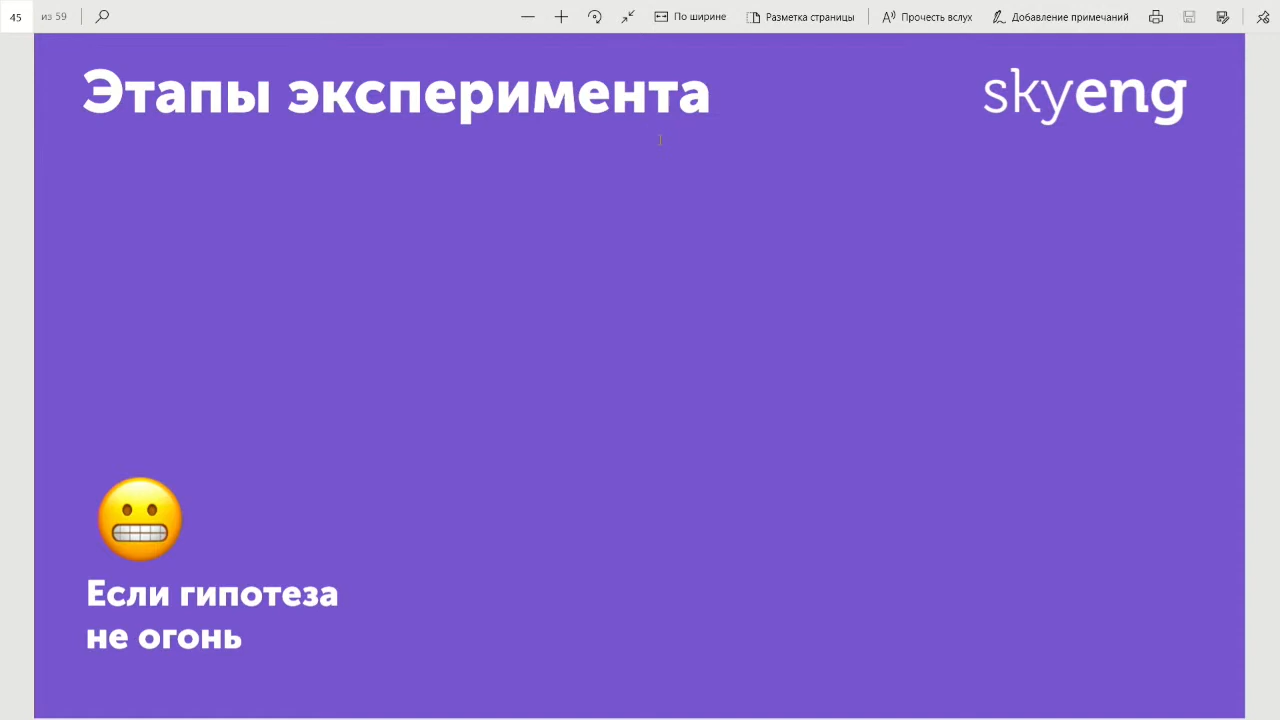 45 из 59 По ширине Разметка страницы Прочесть вслух Добавление примечаний
Этапы эксперимента
skyeng
Если гипотеза
не огонь